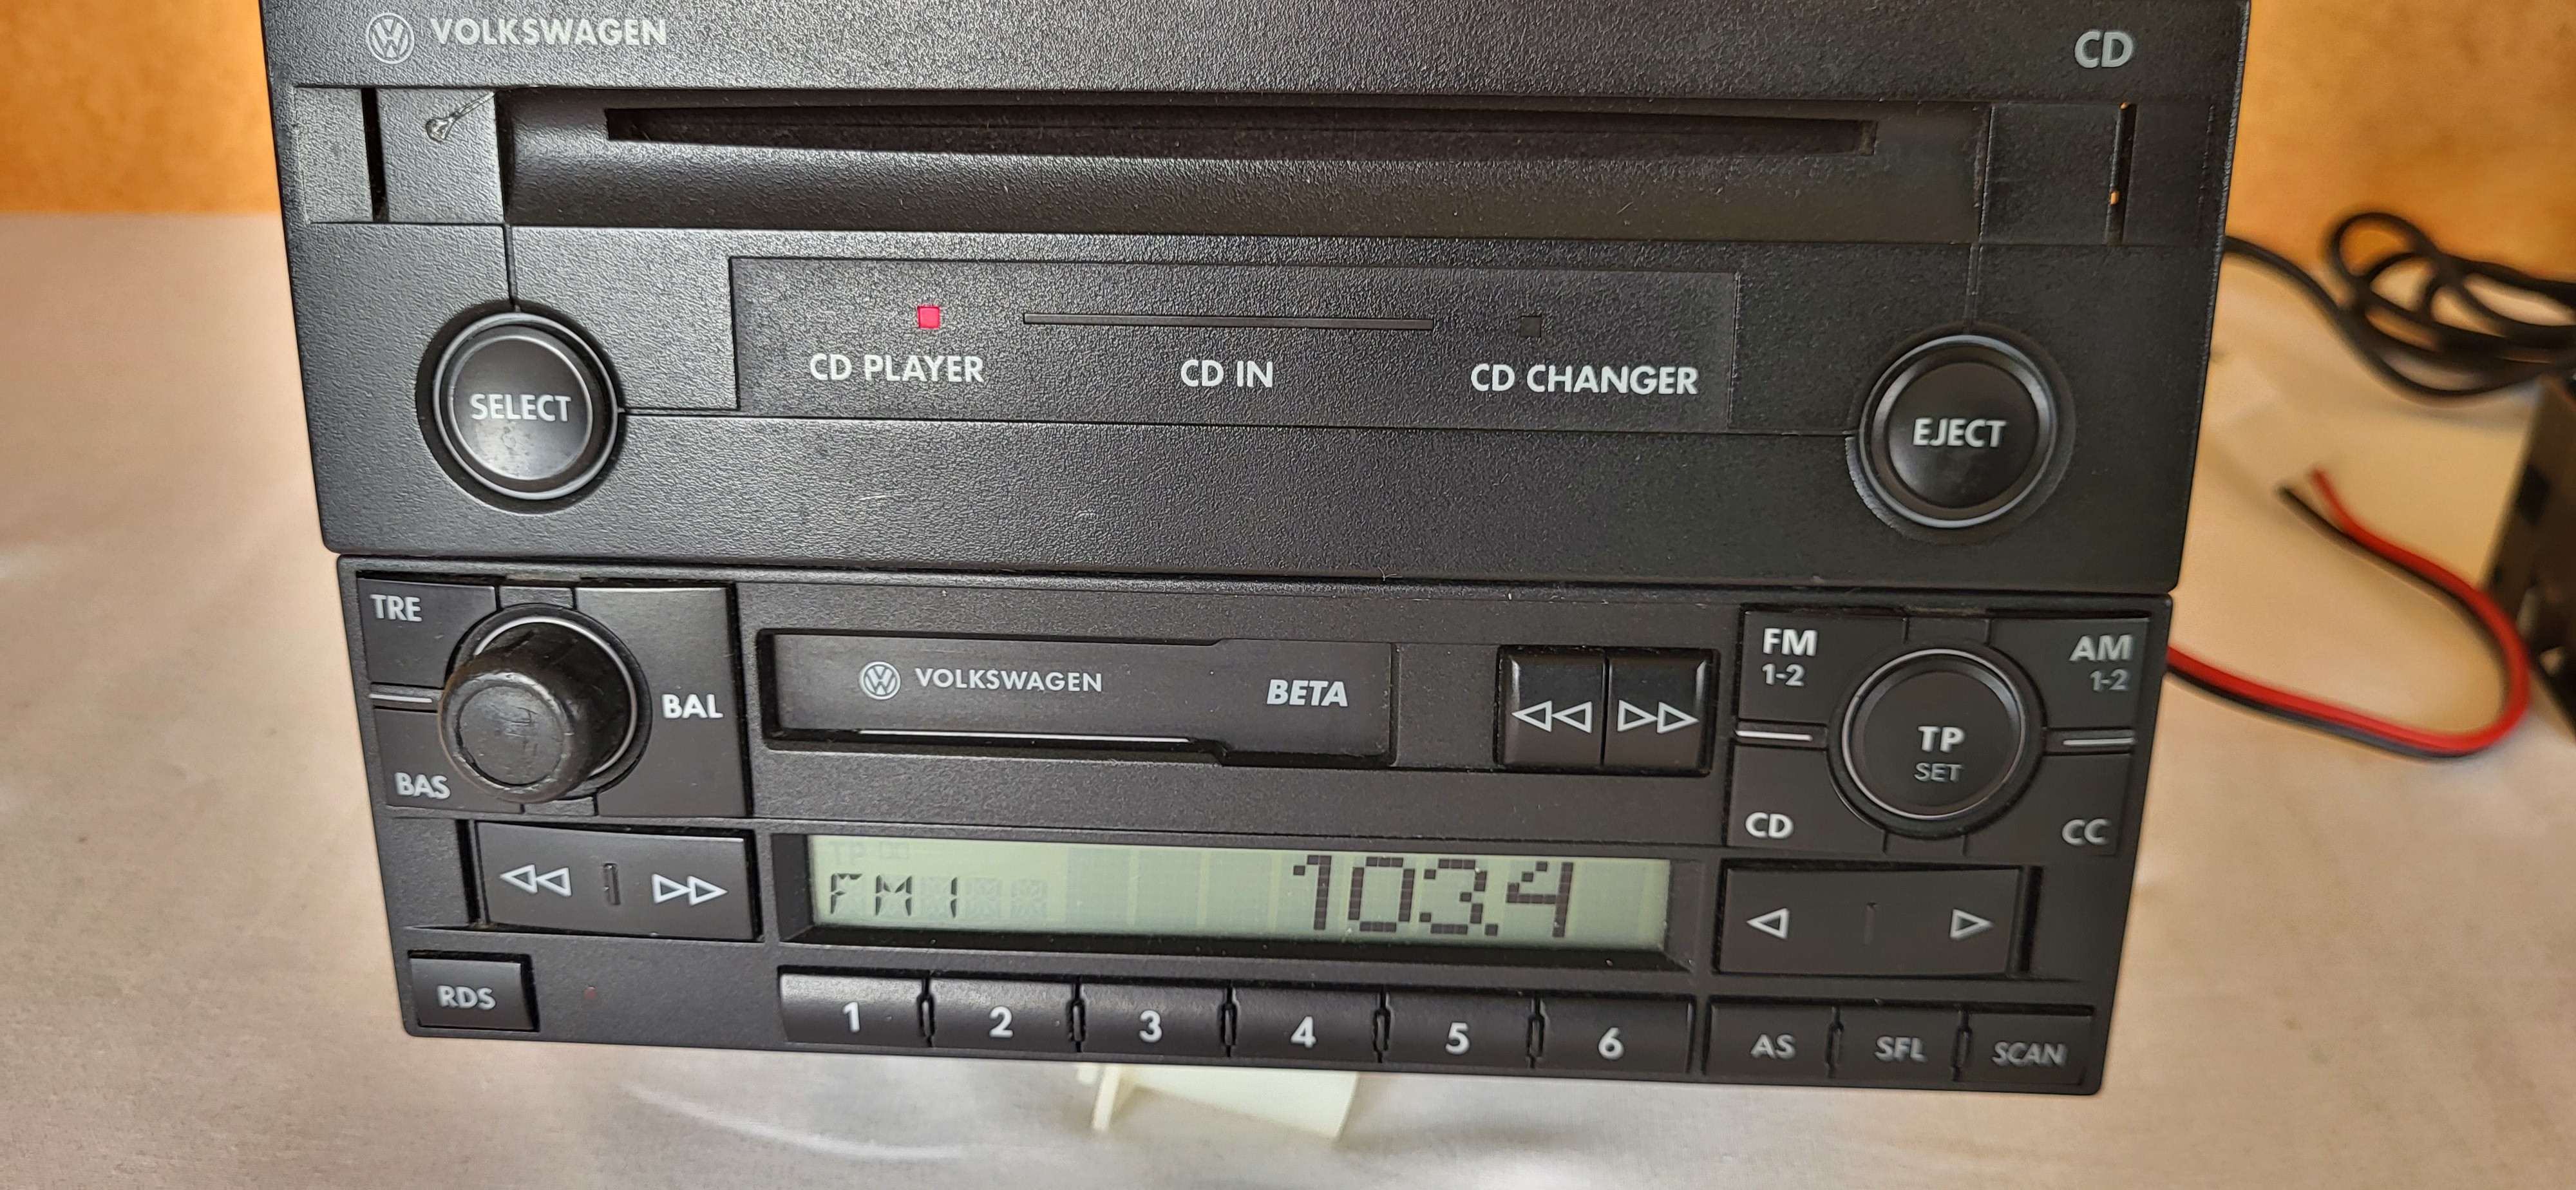 VOLKSWAGEN
CD
CD PLAYER
CD IN
CD CHANGER
SELECT
EJECT
TRE
BAL
BAS
VOLKSWAGEN BETA
FM
1-2
AM
1-2
TP
SET
CD
CC
FM1 103.4
RDS
1 2 3 4 5 6
AS SFL SCAN